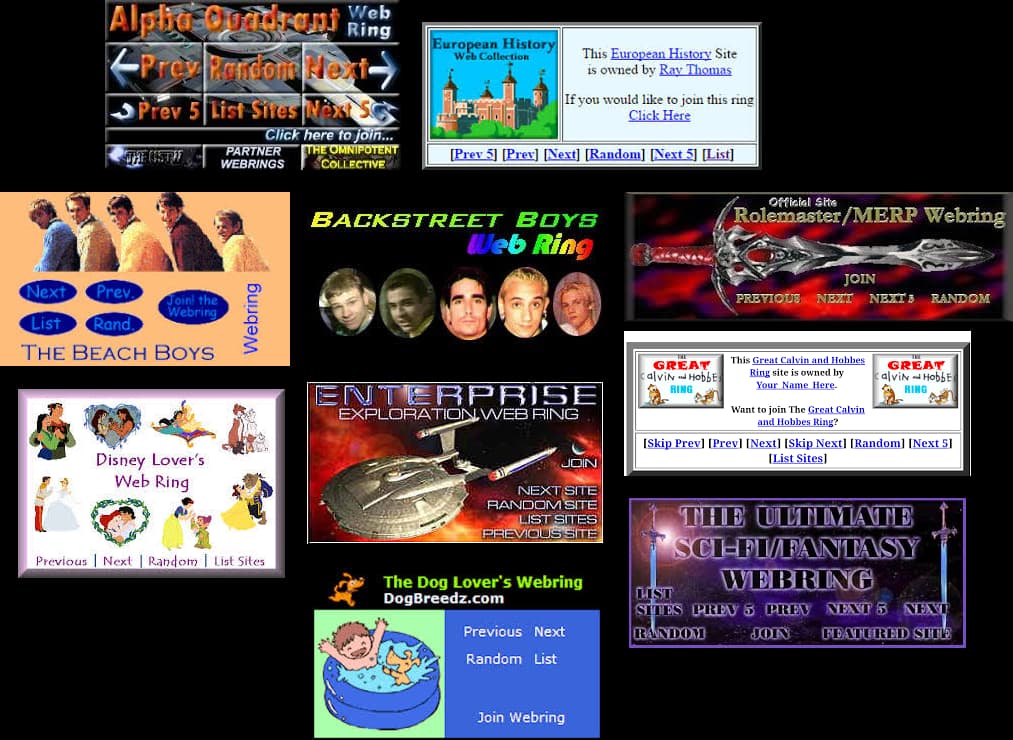 Alpha Quadrant Web
Ring
Prev Random Next
Prev 5 List Sites Next 5
Click here to join...
PARTNER
WEBRINGS
THE OMNIPOTENT
COLLECTIVE
European History
Web Collection
This European History Site
is owned by Ray Thomas
If you would like to join this ring
Click Here
[Prev 5] [Prev] [Next] [Random] [Next 5] [List]
Next Prev.
Join! the
Webring
List Rand.
Webring
THE BEACH BOYS
BACKSTREET BOYS
Web Ring
Official Site
Rolemaster/MERP Webring
JOIN
PREVIOUS NEXT NEXT 5 RANDOM
THE
GREAT
Calvin and Hobbes
RING
This Great Calvin and Hobbes
Ring site is owned by
Your_Name_Here.
Want to join The Great Calvin
and Hobbes Ring?
THE
GREAT
Calvin and Hobbes
RING
[Skip Prev] [Prev] [Next] [Skip Next] [Random] [Next 5]
[List Sites]
Disney Lover's
Web Ring
Previous | Next | Random | List Sites
ENTERPRISE
EXPLORATION WEB RING
JOIN
NEXT SITE
RANDOM SITE
LIST SITES
PREVIOUS SITE
THE ULTIMATE
SCI-FI/FANTASY
WEBRING
LIST
SITES PREV 5 PREV NEXT 5 NEXT
RANDOM JOIN FEATURED SITE
The Dog Lover's Webring
DogBreedz.com
Previous Next
Random List
Join Webring